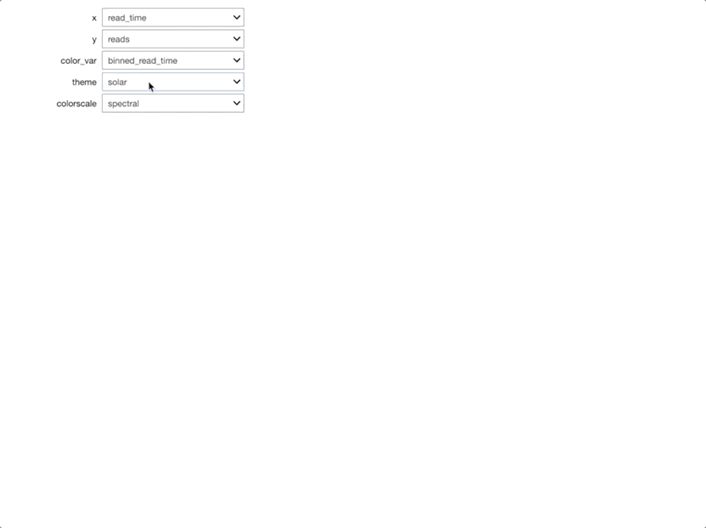 x read_time
y reads
color_var binned_read_time
theme solar
colorscale spectral